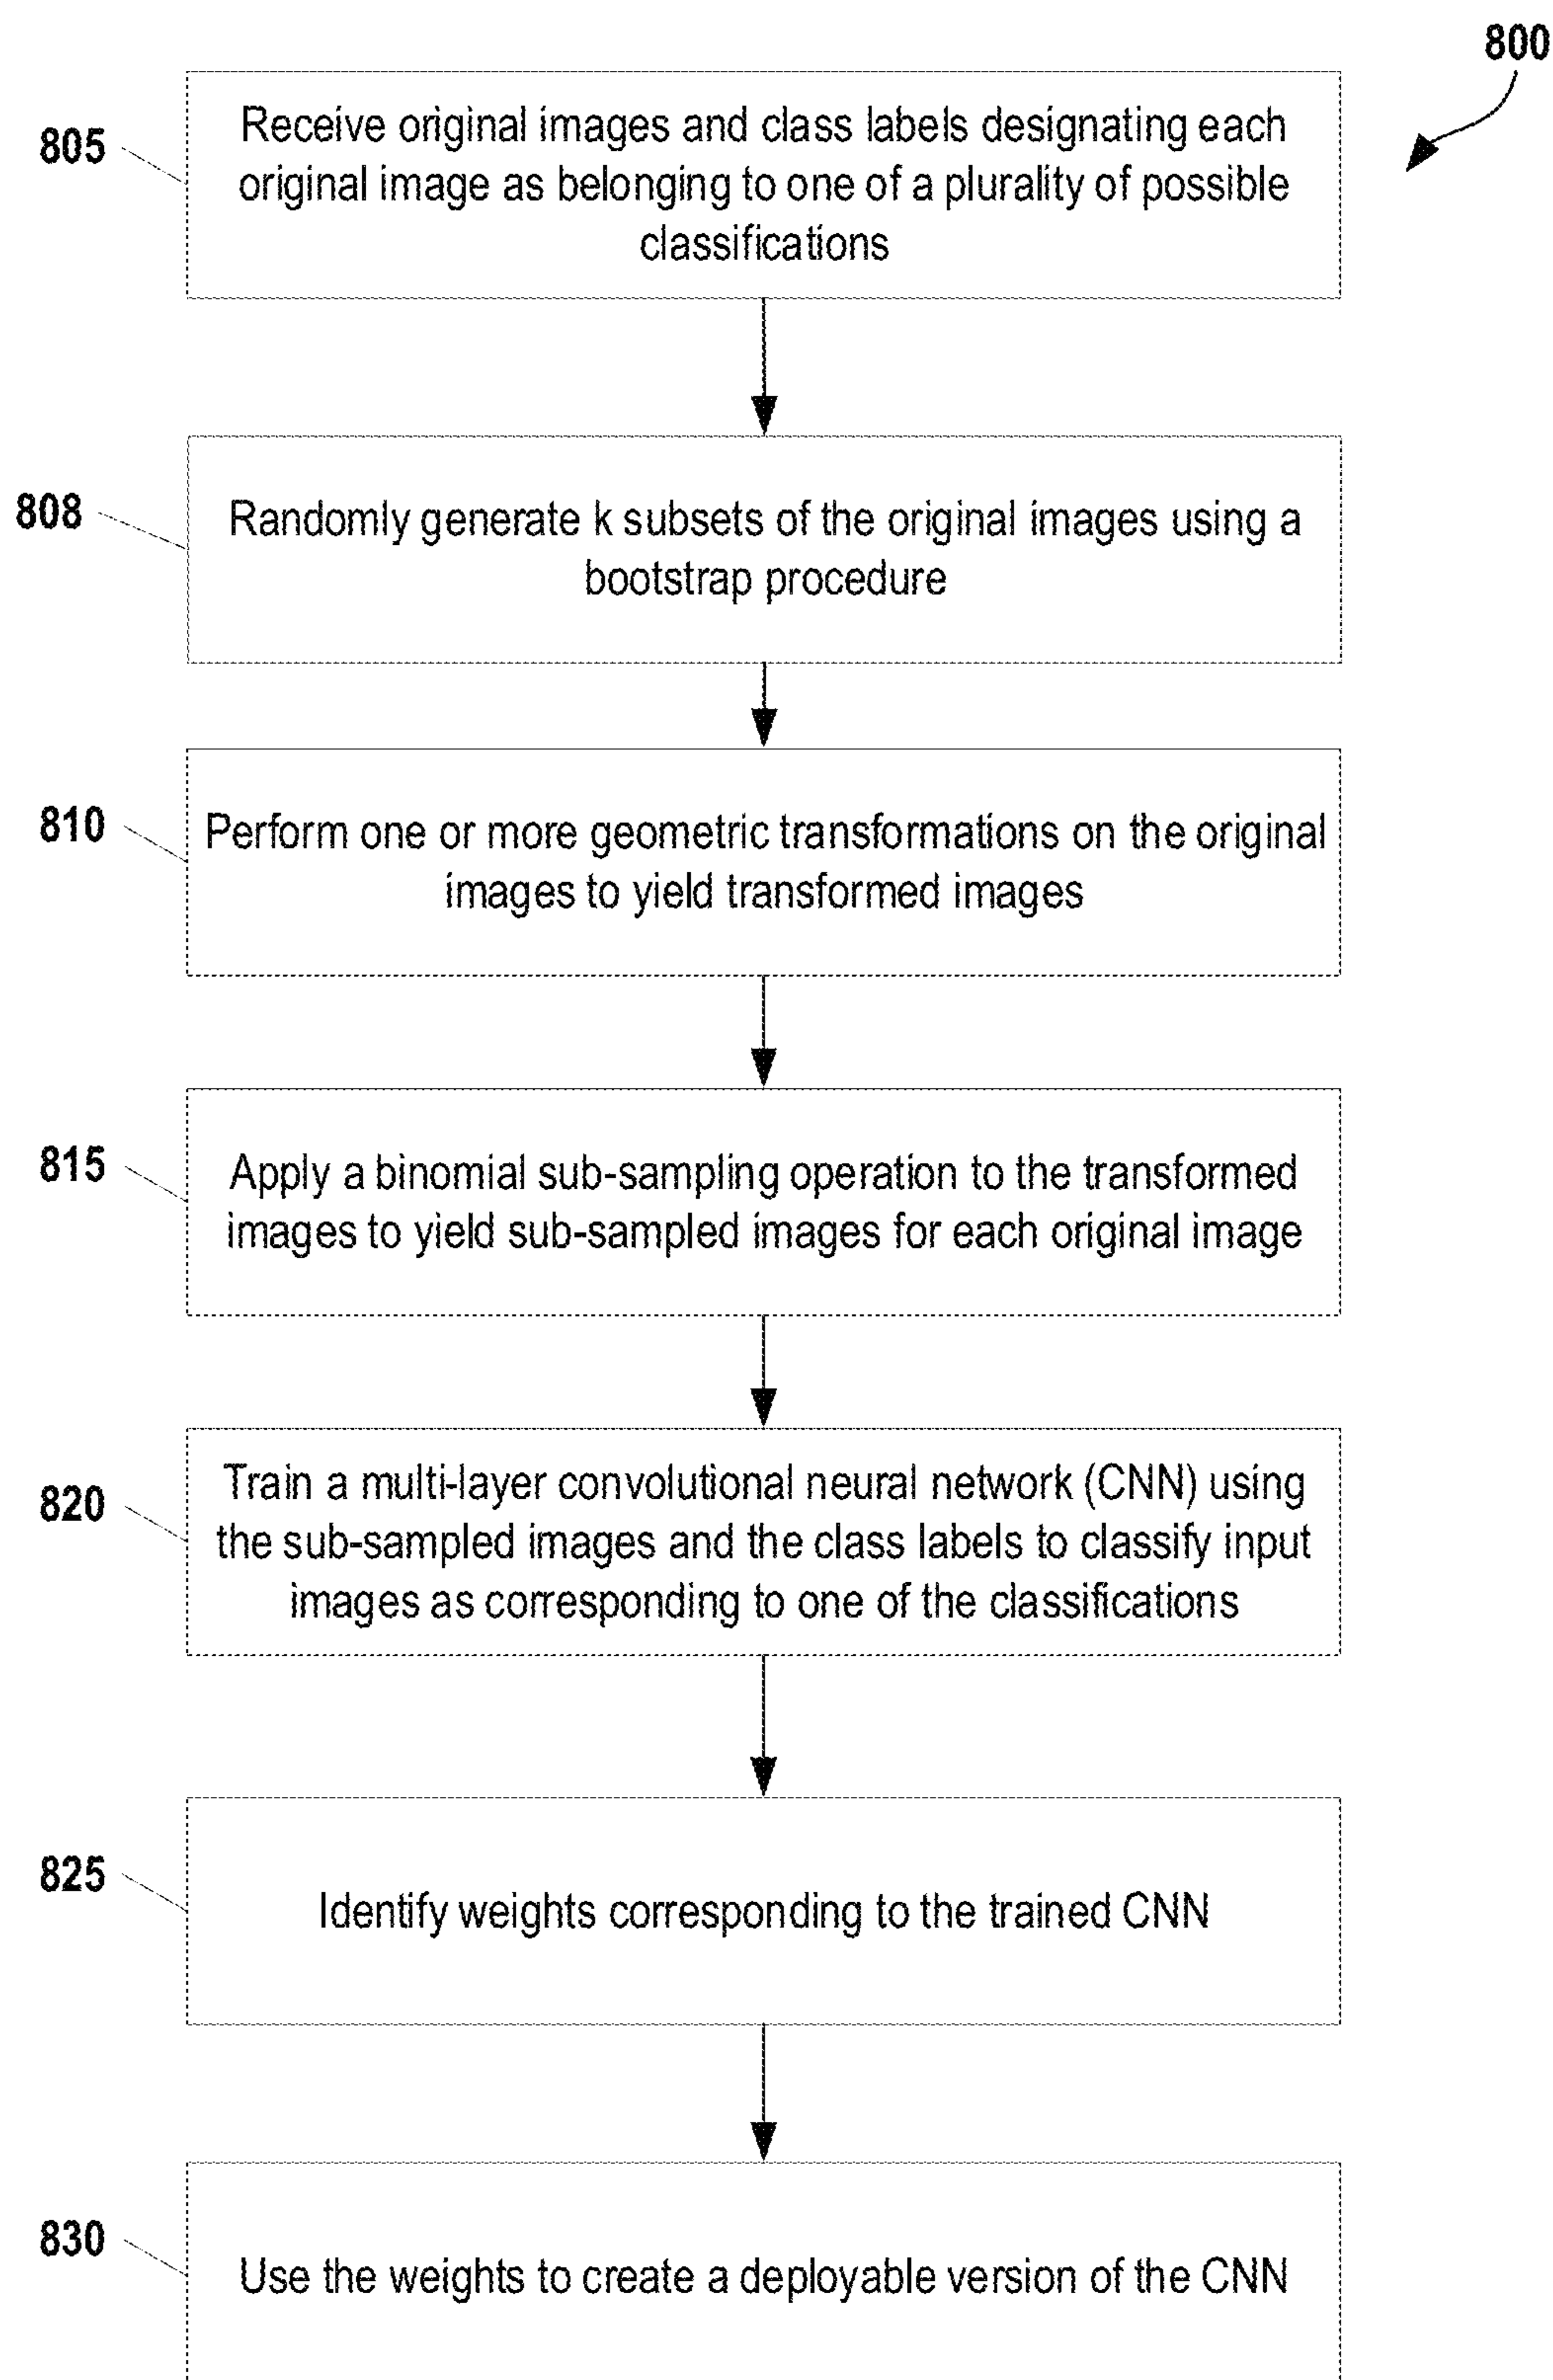 800
805
Receive original images and class labels designating each
original image as belonging to one of a plurality of possible
classifications
808
Randomly generate k subsets of the original images using a
bootstrap procedure
810
Perform one or more geometric transformations on the original
images to yield transformed images
815
Apply a binomial sub-sampling operation to the transformed
images to yield sub-sampled images for each original image
820
Train a multi-layer convolutional neural network (CNN) using
the sub-sampled images and the class labels to classify input
images as corresponding to one of the classifications
825
Identify weights corresponding to the trained CNN
830
Use the weights to create a deployable version of the CNN